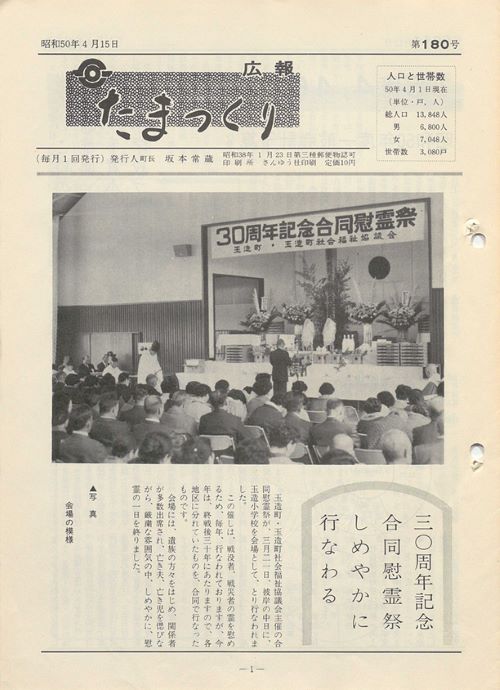 昭和50年4月15日
第180号
広報
たまつくり
人口と世帯数
50年4月1日現在
(単位・戸,人)
総人口 13,848人
男 6,800人
女 7,048人
世帯数 3,080戸
(毎月1回発行) 発行人町長 坂本常蔵
昭和38年1月23日第三種郵便物認可
印刷所 さんゆう社印刷 定価10円
30周年記念合同慰霊祭
玉造町・玉造町社会福祉協議会
三〇周年記念
合同慰霊祭
しめやかに
行なわる
玉造町・玉造町社会福祉協議会主催の合
同慰霊祭が、三月二一日、彼岸の中日に、
玉造小学校を会場として、とり行なわれま
した。
この催しは、戦没者、戦災者の霊を慰め
るため、毎年、行なわれておりますが、今
年は、終戦後三十年にあたりますので、各
地区に分れていたものを、合同で行なった
ものです。
会場には、遺族の方々をはじめ、関係者
が多数出席され、亡き夫、亡き児を偲びな
がら、厳粛な雰囲気の中、しめやかに、慰
霊の一日を終りました。
▲写真
会場の模様
—1—